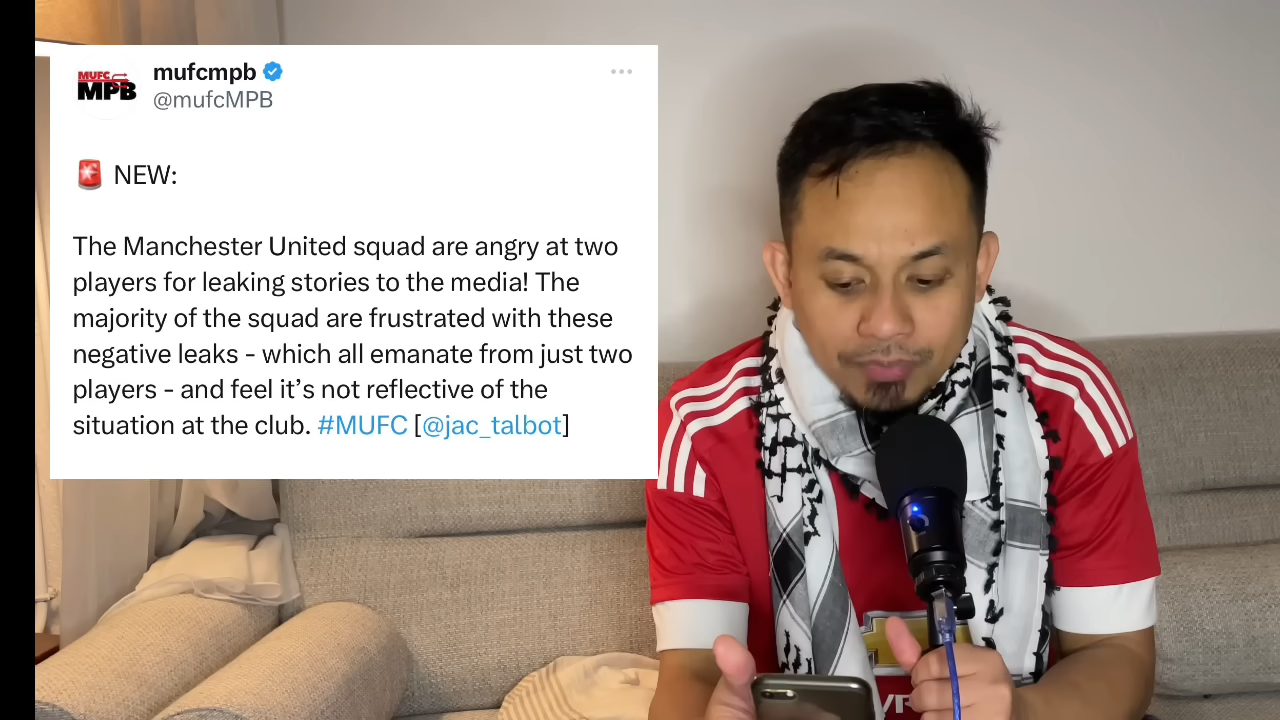 MUFC
MPB
mufcmpb
@mufcMPB
🚨 NEW:
The Manchester United squad are angry at two
players for leaking stories to the media! The
majority of the squad are frustrated with these
negative leaks - which all emanate from just two
players - and feel it’s not reflective of the
situation at the club. #MUFC [@jac_talbot]